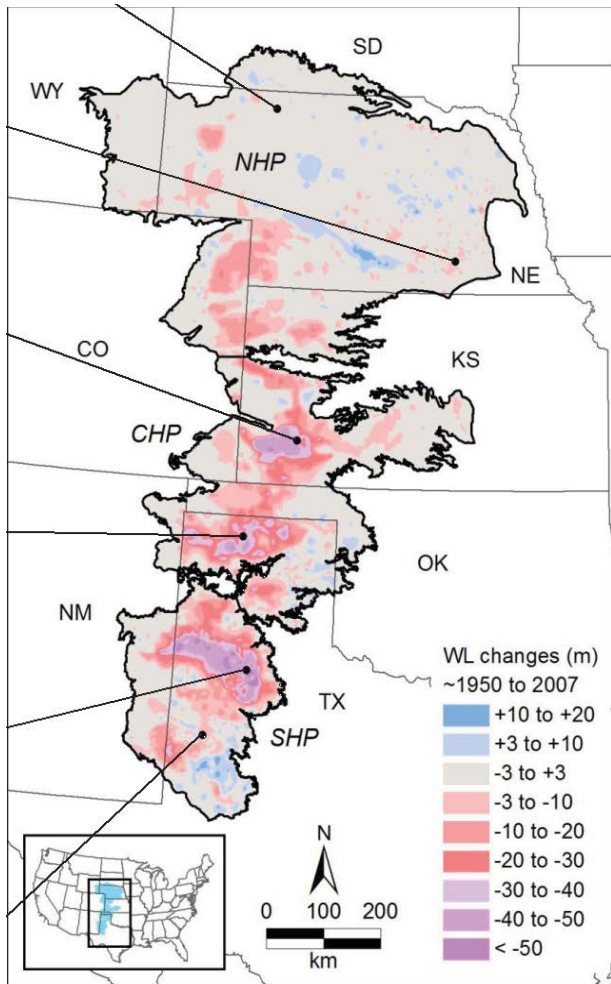 SD
WY
NHP
NE
CO
KS
CHP
OK
NM
TX
SHP
WL changes (m)
~1950 to 2007
+10 to +20
+3 to +10
-3 to +3
-3 to -10
-10 to -20
-20 to -30
-30 to -40
-40 to -50
< -50
N
0 100 200
km